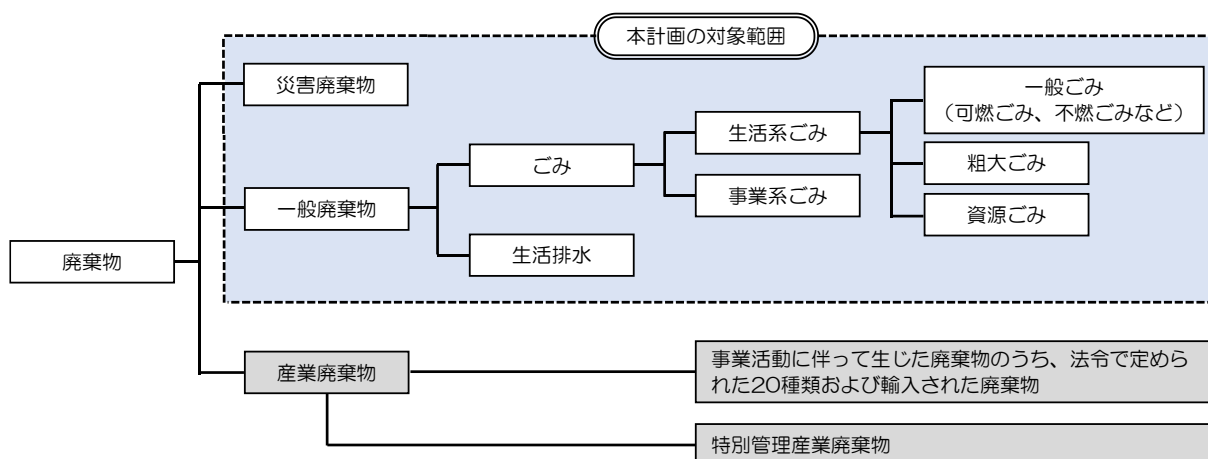 本計画の対象範囲
災害廃棄物
一般ごみ
（可燃ごみ、不燃ごみなど）
生活系ごみ
ごみ
粗大ごみ
事業系ごみ
一般廃棄物
資源ごみ
生活排水
廃棄物
産業廃棄物
事業活動に伴って生じた廃棄物のうち、法令で定めら
れた20種類および輸入された廃棄物
特別管理産業廃棄物